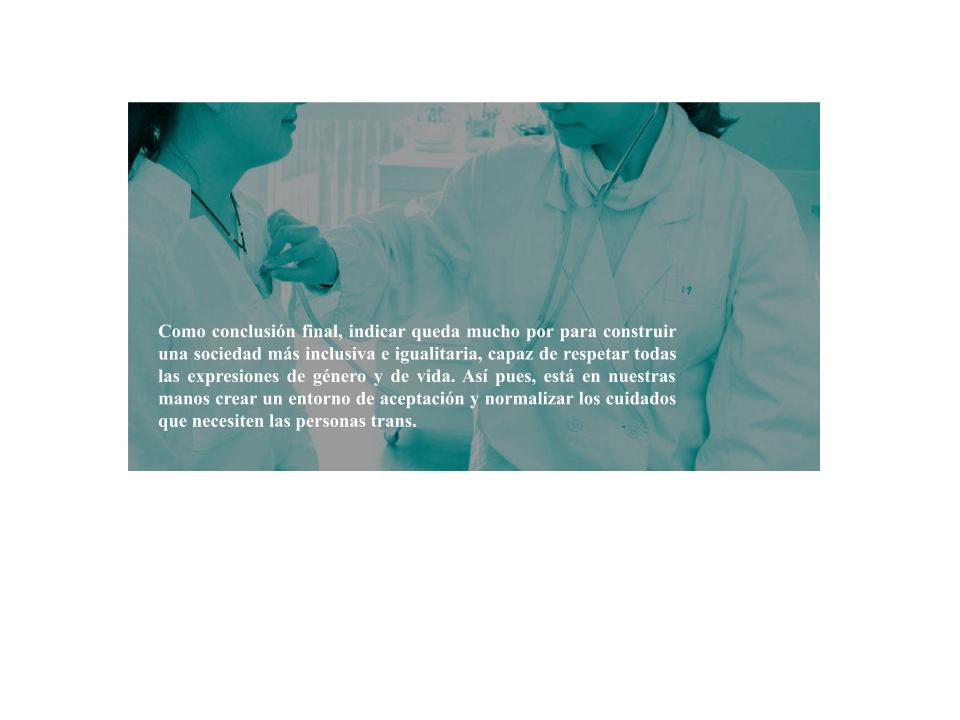 19
Como conclusión final, indicar queda mucho por para construir
una sociedad más inclusiva e igualitaria, capaz de respetar todas
las expresiones de género y de vida. Así pues, está en nuestras
manos crear un entorno de aceptación y normalizar los cuidados
que necesiten las personas trans.